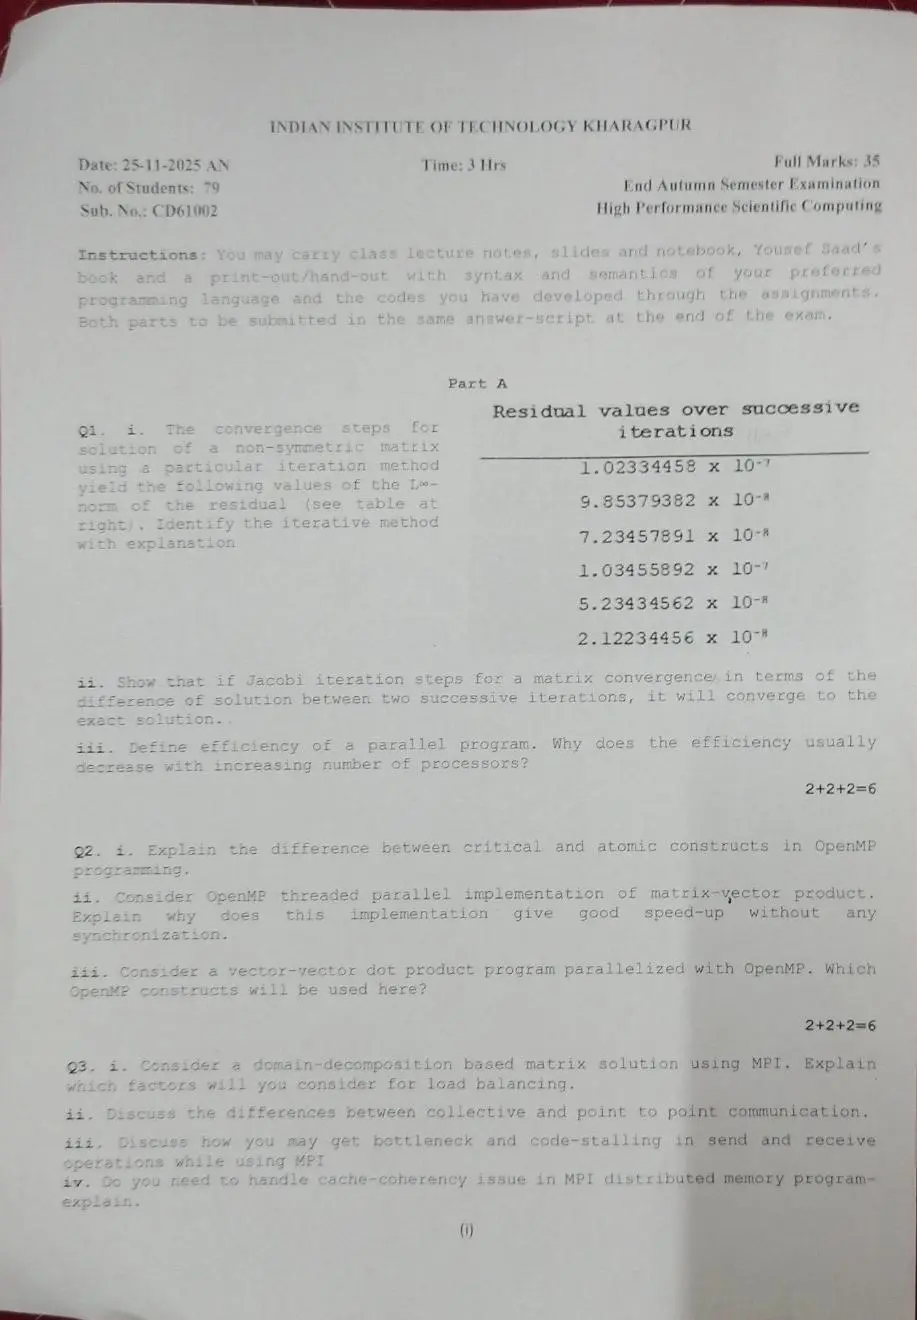 INDIAN INSTITUTE OF TECHNOLOGY KHARAGPUR
Date: 25-11-2025 AN Time: 3 Hrs Full Marks: 35
No. of Students: 79 End Autumn Semester Examination
Sub. No.: CD61002 High Performance Scientific Computing
Instructions: You may carry class lecture notes, slides and notebook, Yousef Saad's
book and a print-out/hand-out with syntax and semantics of your preferred
programming language and the codes you have developed through the assignments.
Both parts to be submitted in the same answer-script at the end of the exam.
Part A
Q1. i. The convergence steps for
solution of a non-symmetric matrix
using a particular iteration method
yield the following values of the L∞-
norm of the residual (see table at
right). Identify the iterative method
with explanation
Residual values over successive
iterations
1.02334458 x 10⁻⁷
9.85379382 x 10⁻⁸
7.23457891 x 10⁻⁸
1.03455892 x 10⁻⁷
5.23434562 x 10⁻⁸
2.12234456 x 10⁻⁸
ii. Show that if Jacobi iteration steps for a matrix convergence in terms of the
difference of solution between two successive iterations, it will converge to the
exact solution.
iii. Define efficiency of a parallel program. Why does the efficiency usually
decrease with increasing number of processors?
2+2+2=6
Q2. i. Explain the difference between critical and atomic constructs in OpenMP
programming.
ii. Consider OpenMP threaded parallel implementation of matrix-vector product.
Explain why does this implementation give good speed-up without any
synchronization.
iii. Consider a vector-vector dot product program parallelized with OpenMP. Which
OpenMP constructs will be used here?
2+2+2=6
Q3. i. Consider a domain-decomposition based matrix solution using MPI. Explain
which factors will you consider for load balancing.
ii. Discuss the differences between collective and point to point communication.
iii. Discuss how you may get bottleneck and code-stalling in send and receive
operations while using MPI
iv. Do you need to handle cache-coherency issue in MPI distributed memory program-
explain.
(i)